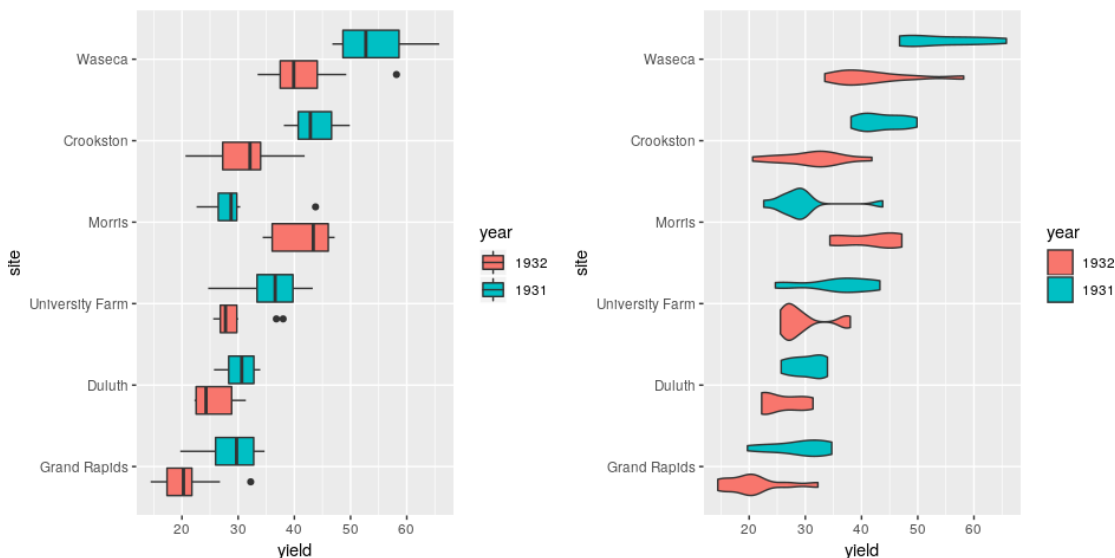 Waseca
Crookston
Morris
University Farm
Duluth
Grand Rapids
site
20 30 40 50 60
yield
year
1932
1931
Waseca
Crookston
Morris
University Farm
Duluth
Grand Rapids
site
20 30 40 50 60
yield
year
1932
1931